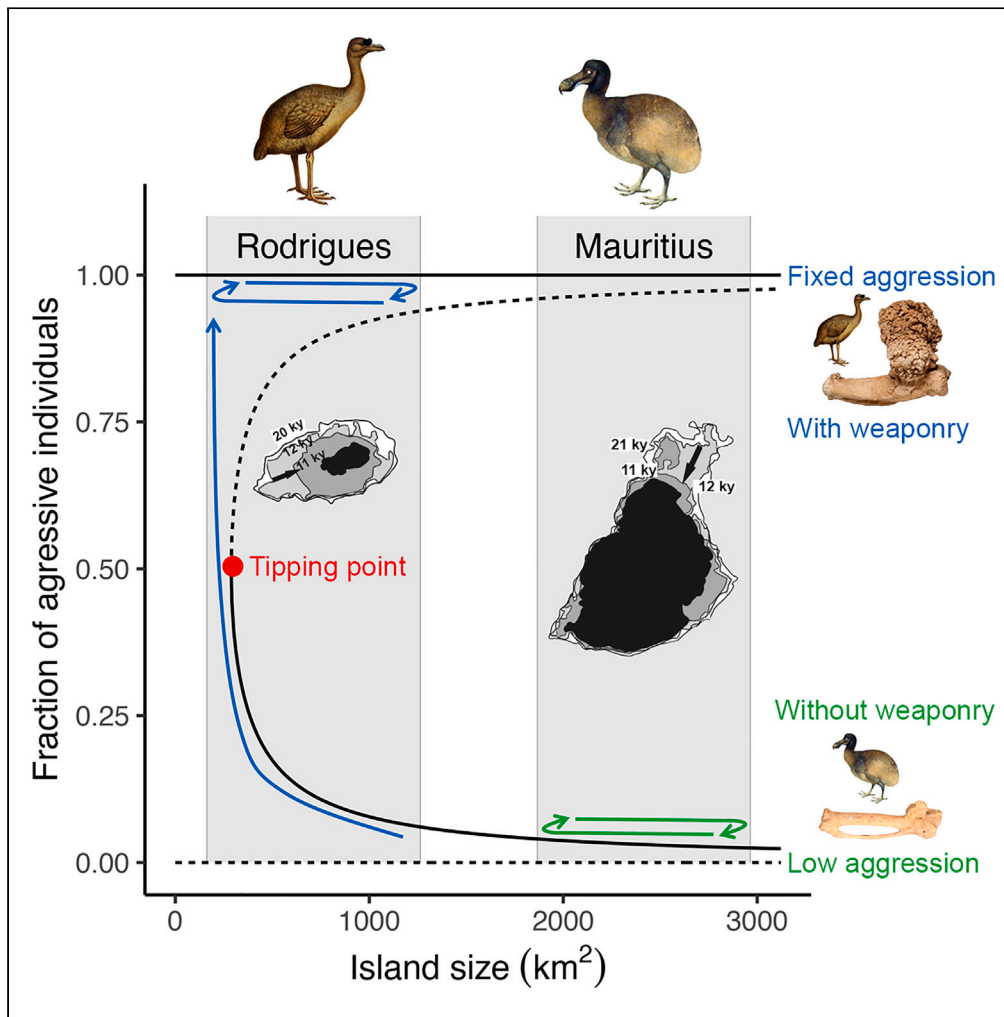 Rodrigues
Mauritius
Fraction of agressive individuals
1.00
0.75
0.50
0.25
0.00
20 ky
12 ky
11 ky
Tipping point
21 ky
11 ky
12 ky
Fixed aggression
With weaponry
Without weaponry
Low aggression
0
1000
2000
3000
Island size (km²)